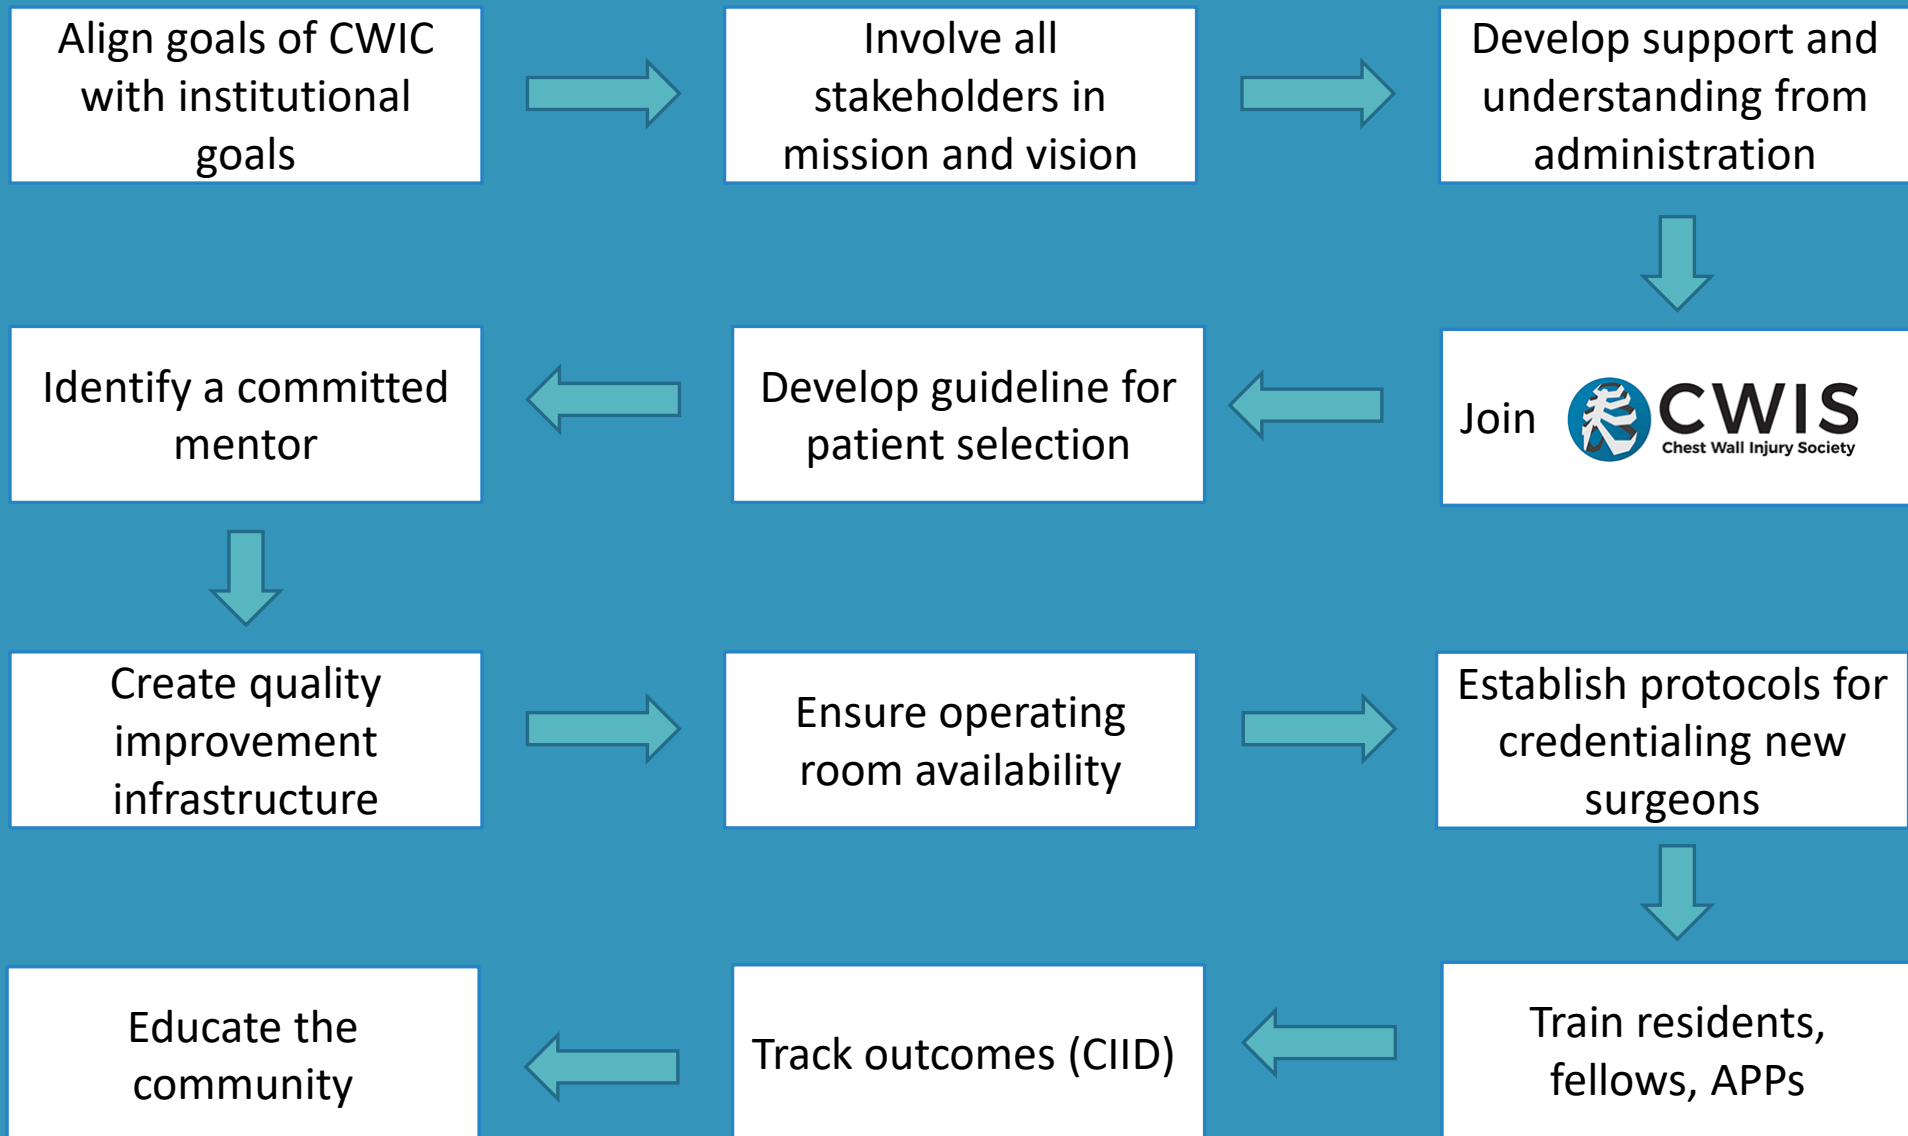 Align goals of CWIC
with institutional
goals
Involve all
stakeholders in
mission and vision
Develop support and
understanding from
administration
Join
CWIS
Chest Wall Injury Society
Develop guideline for
patient selection
Identify a committed
mentor
Create quality
improvement
infrastructure
Ensure operating
room availability
Establish protocols for
credentialing new
surgeons
Train residents,
fellows, APPs
Track outcomes (CIID)
Educate the
community